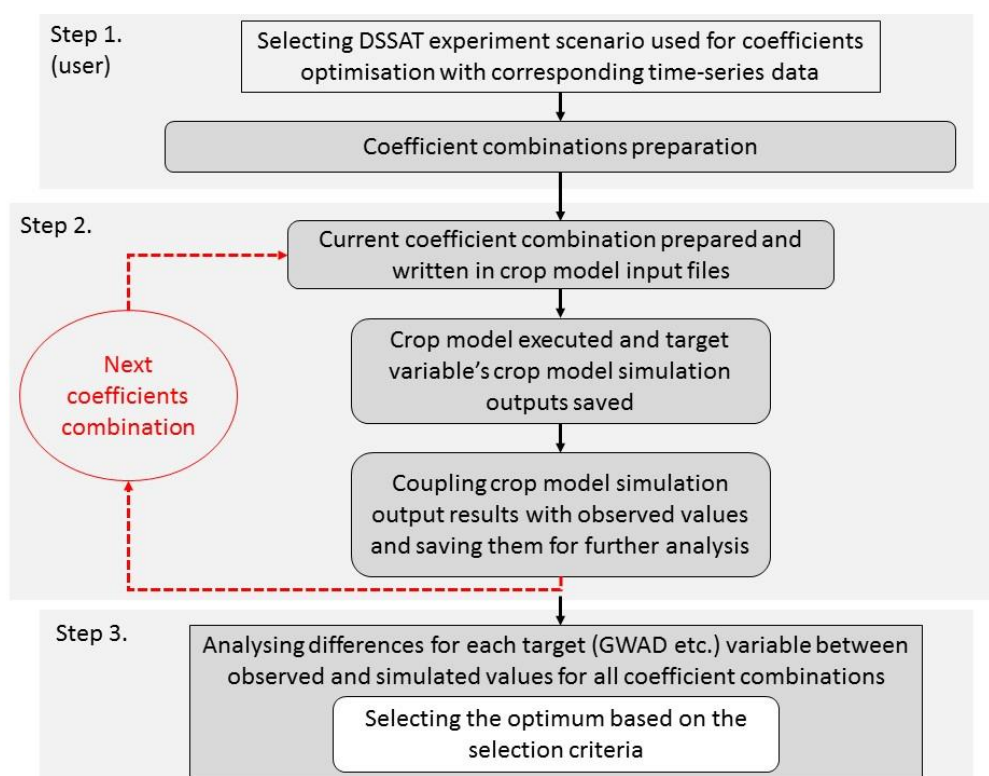 Step 1.
(user)
Selecting DSSAT experiment scenario used for coefficients
optimisation with corresponding time-series data
Coefficient combinations preparation
Step 2.
Current coefficient combination prepared and
written in crop model input files
Crop model executed and target
variable's crop model simulation
outputs saved
Next
coefficients
combination
Coupling crop model simulation
output results with observed values
and saving them for further analysis
Step 3.
Analysing differences for each target (GWAD etc.) variable between
observed and simulated values for all coefficient combinations
Selecting the optimum based on the
selection criteria